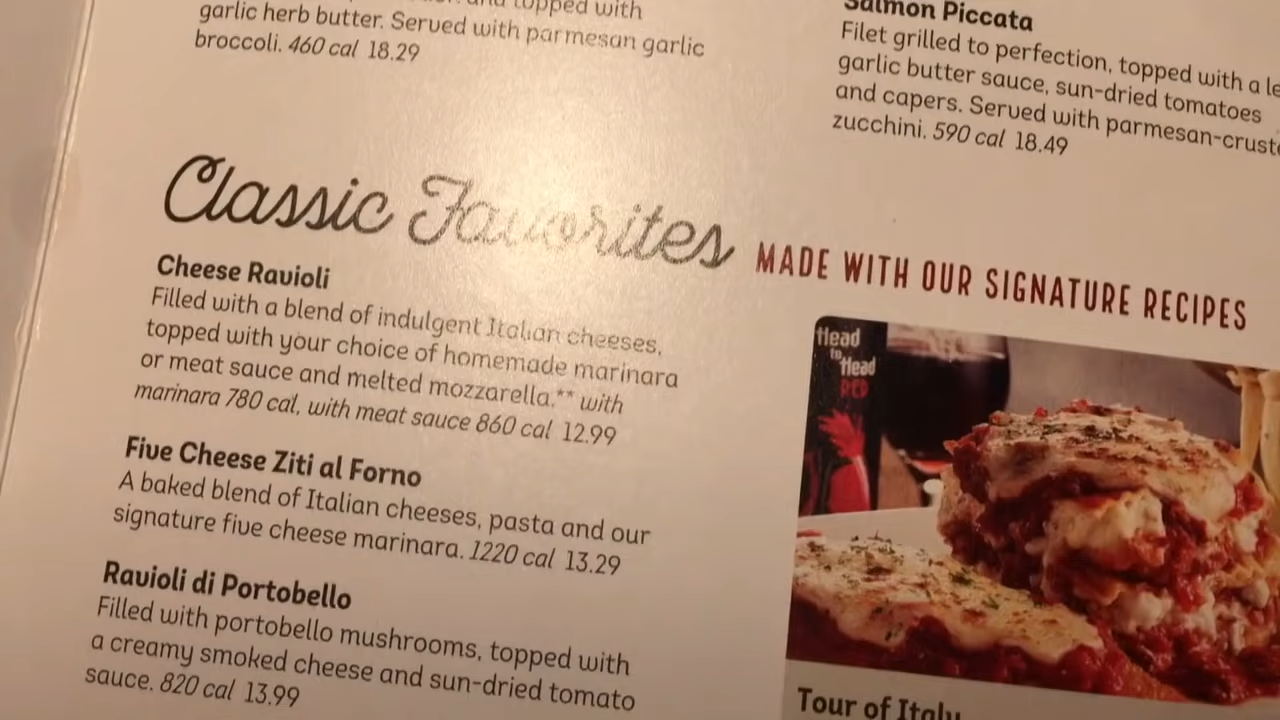 and topped with
garlic herb butter. Served with parmesan garlic
broccoli. 460 cal 18.29
Salmon Piccata
Filet grilled to perfection, topped with a
garlic butter sauce, sun-dried tomatoes
and capers. Served with
zucchini. 590 cal 18.49
Classic Favorites MADE WITH OUR SIGNATURE RECIPES
Cheese Ravioli
Filled with a blend of indulgent Italian cheeses,
topped with your choice of homemade marinara
or meat sauce and melted mozzarella.** with
marinara 780 cal, with meat sauce 860 cal 12.99
Five Cheese Ziti al Forno
A baked blend of Italian cheeses, pasta and our
signature five cheese marinara. 1220 cal 13.29
Ravioli di Portobello
Filled with portobello mushrooms, topped with
a creamy smoked cheese and sun-dried tomato
sauce. 820 cal 13.99
Head
to
Head
RED
Tour of Italy